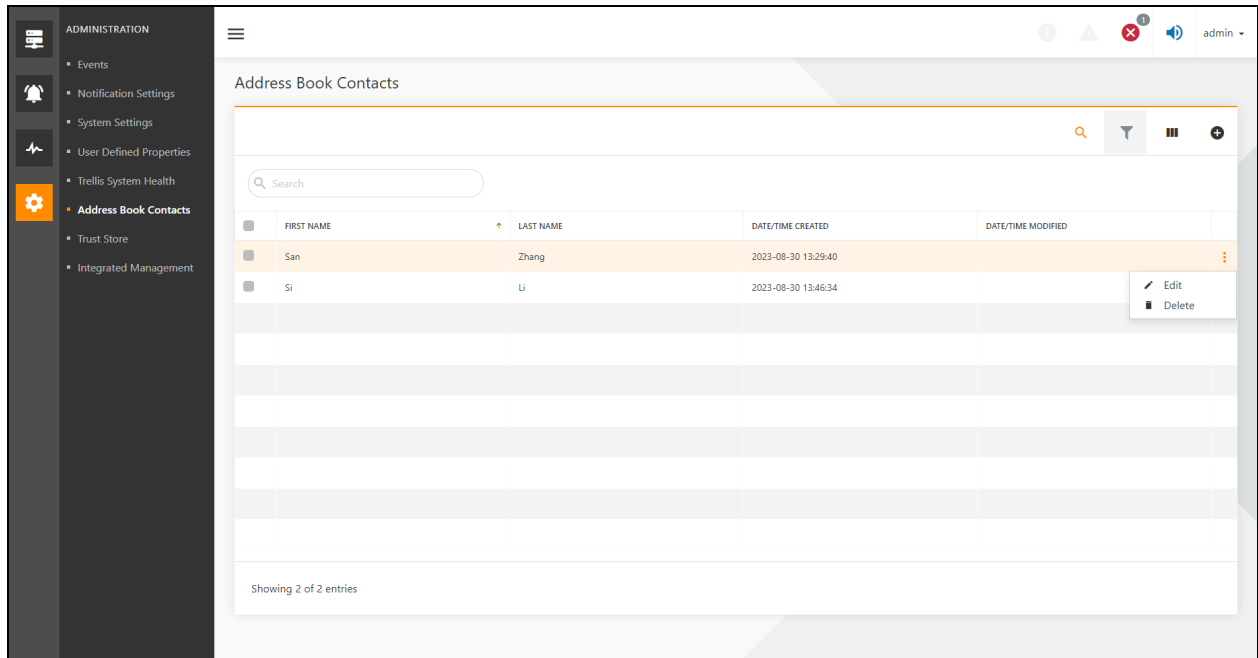 ADMINISTRATION
Events
Notification Settings
System Settings
User Defined Properties
Trellis System Health
Address Book Contacts
Trust Store
Integrated Management
1
admin
Address Book Contacts
Search
FIRST NAME LAST NAME DATE/TIME CREATED DATE/TIME MODIFIED
San Zhang 2023-08-30 13:29:40
Si Li 2023-08-30 13:46:34
Edit
Delete
Showing 2 of 2 entries